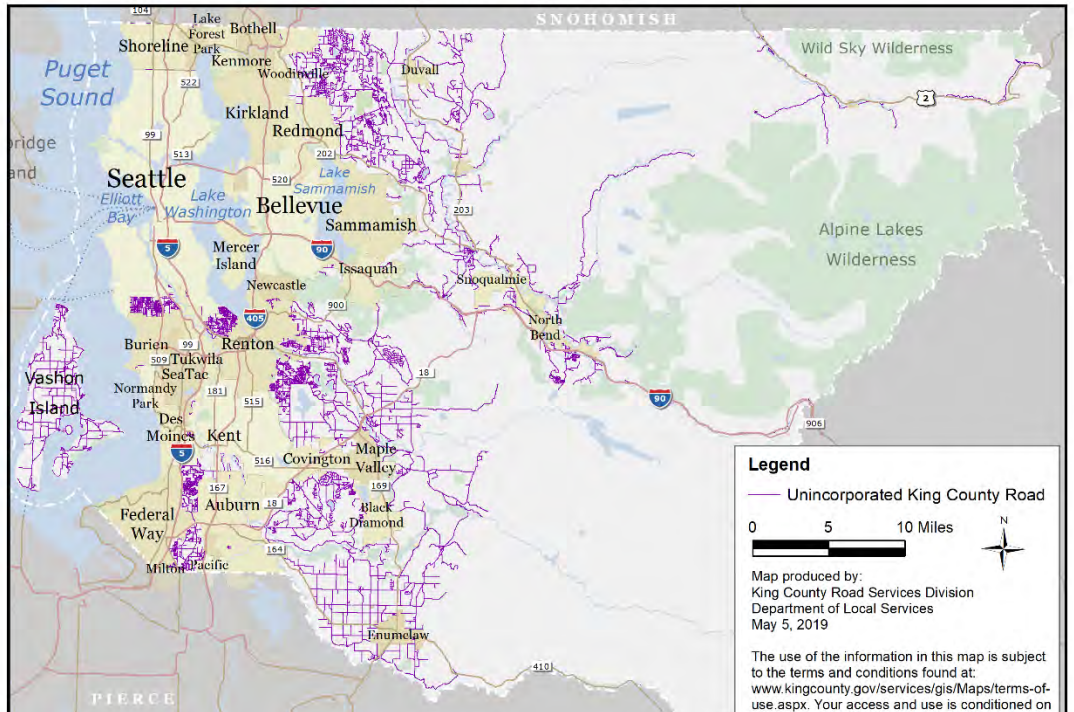 SNOHOMISH
104
Lake
Forest
Park
Bothell
Shoreline
Kenmore
Woodinville
Duvall
Wild Sky Wilderness
Puget
Sound
522
2
Kirkland
Redmond
99
513
202
Seattle
520
Lake
Sammamish
Elliott
Bay
Lake
Washington
Bellevue
203
Sammamish
Alpine Lakes
Wilderness
5
Mercer
Island
90
Issaquah
Newcastle
Snoqualmie
900
405
North
Bend
Burien
99
Renton
509
Tukwila
SeaTac
18
Vashon
Island
Normandy
Park
181
515
90
Des
Moines
Kent
906
5
516
Covington
Maple
Valley
167
169
Auburn
18
Black
Diamond
Federal
Way
164
Milton
Pacific
Enumclaw
410
PIERCE
Legend
Unincorporated King County Road
0 5 10 Miles
N
Map produced by:
King County Road Services Division
Department of Local Services
May 5, 2019
The use of the information in this map is subject
to the terms and conditions found at:
www.kingcounty.gov/services/gis/Maps/terms-of-
use.aspx. Your access and use is conditioned on